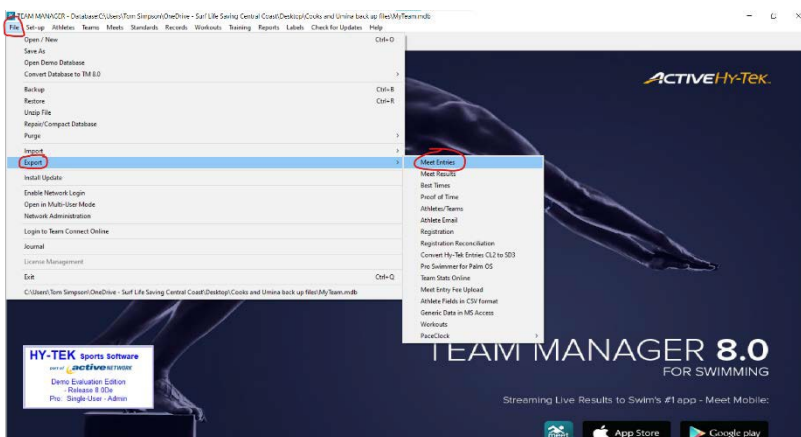 TEAM MANAGER - Database:C:\Users\Tom Simpson\OneDrive - Surf Life Saving Central Coast\Desktop\Cooks and Umina back up files\MyTeam.mdb
File Set-up Athletes Teams Meets Standards Records Workouts Training Reports Labels Check for Updates Help
Open / New Ctrl+O
Save As
Open Demo Database
Convert Database to TM 8.0
Backup Ctrl+B
Restore Ctrl+R
Unzip File
Repair/Compact Database
Purge
Import
Export
Install Update
Enable Network Login
Open in Multi-User Mode
Network Administration
Login to Team Connect Online
Journal
License Management
Exit Ctrl+Q
C:\Users\Tom Simpson\OneDrive - Surf Life Saving Central Coast\Desktop\Cooks and Umina back up files\MyTeam.mdb
Meet Entries
Meet Results
Best Times
Proof of Time
Athletes/Teams
Athlete Email
Registration
Registration Reconciliation
Convert Hy-Tek Entries CL2 to SD3
Pro Swimmer for Palm OS
Team Stats Online
Meet Entry Fee Upload
Athlete Fields in CSV format
Generic Data in MS Access
Workouts
PaceClock
ACTIVEHY-TEK.
HY-TEK Sports Software
part of active NETWORK
Demo Evaluation Edition
- Release 8.0De
Pro: Single-User - Admin
TEAM MANAGER 8.0
FOR SWIMMING
Streaming Live Results to Swim's #1 app - Meet Mobile:
meet
App Store
Google play